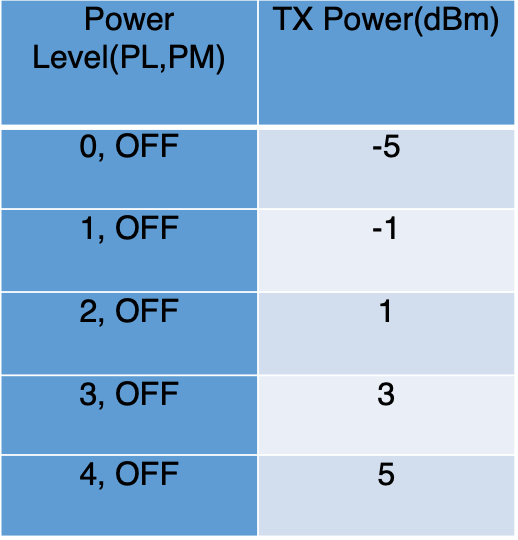 Power
Level(PL,PM)
TX Power(dBm)
0, OFF
-5
1, OFF
-1
2, OFF
1
3, OFF
3
4, OFF
5